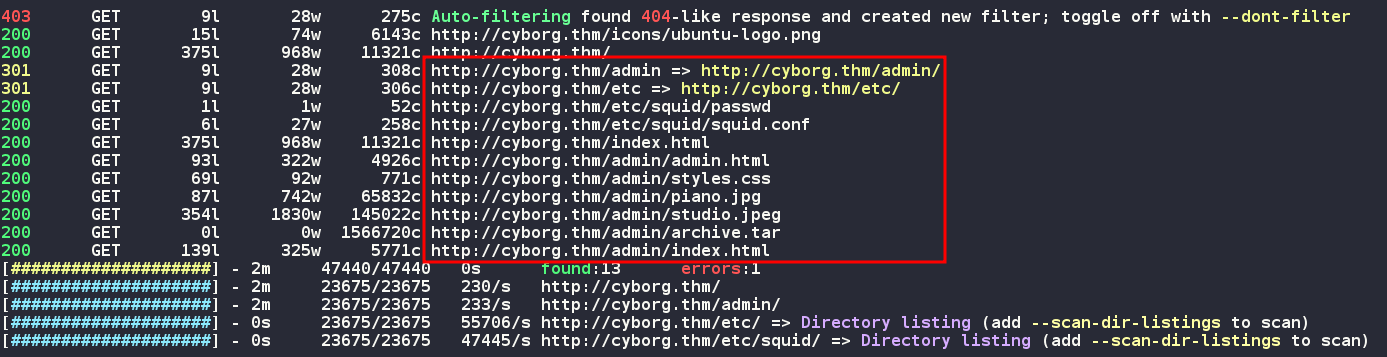 403 GET 9l 28w 275c Auto-filtering found 404-like response and created new filter; toggle off with --dont-filter
200 GET 15l 74w 6143c http://cyborg.thm/icons/ubuntu-logo.png
200 GET 375l 968w 11321c http://cyborg.thm/
301 GET 9l 28w 308c http://cyborg.thm/admin => http://cyborg.thm/admin/
301 GET 9l 28w 306c http://cyborg.thm/etc => http://cyborg.thm/etc/
200 GET 1l 1w 52c http://cyborg.thm/etc/squid/passwd
200 GET 6l 27w 258c http://cyborg.thm/etc/squid/squid.conf
200 GET 375l 968w 11321c http://cyborg.thm/index.html
200 GET 93l 322w 4926c http://cyborg.thm/admin/admin.html
200 GET 69l 92w 771c http://cyborg.thm/admin/styles.css
200 GET 87l 742w 65832c http://cyborg.thm/admin/piano.jpg
200 GET 354l 1830w 145022c http://cyborg.thm/admin/studio.jpeg
200 GET 0l 0w 1566720c http://cyborg.thm/admin/archive.tar
200 GET 139l 325w 5771c http://cyborg.thm/admin/index.html
[####################] - 2m 47440/47440 0s found:13 errors:1
[####################] - 2m 23675/23675 230/s http://cyborg.thm/
[####################] - 2m 23675/23675 233/s http://cyborg.thm/admin/
[####################] - 0s 23675/23675 55706/s http://cyborg.thm/etc/ => Directory listing (add --scan-dir-listings to scan)
[####################] - 0s 23675/23675 47445/s http://cyborg.thm/etc/squid/ => Directory listing (add --scan-dir-listings to scan)